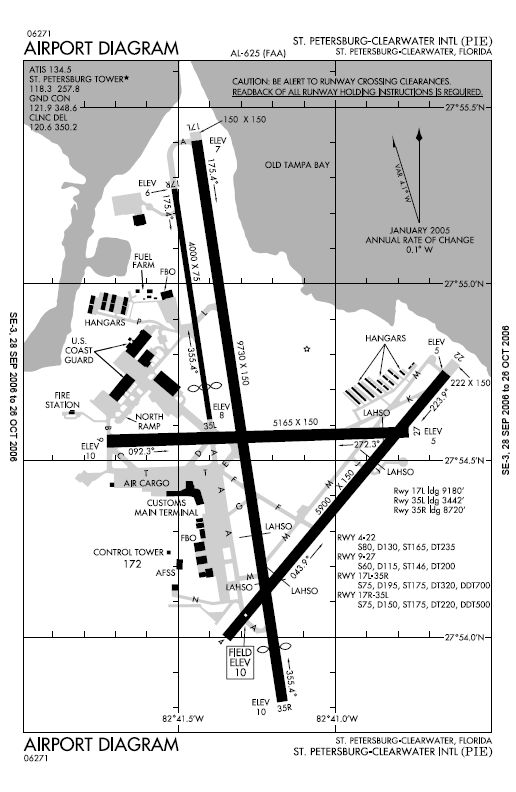 06271
AIRPORT DIAGRAM
AL-625 (FAA)
ST. PETERSBURG-CLEARWATER INTL (PIE)
ST. PETERSBURG•CLEARWATER, FLORIDA
ATIS 134.5
ST. PETERSBURG TOWER★
118.3 257.8
GND CON
121.9 348.6
CLNC DEL
120.6 350.2
CAUTION: BE ALERT TO RUNWAY CROSSING CLEARANCES.
READBACK OF ALL RUNWAY HOLDING INSTRUCTIONS IS REQUIRED.
27°55.5'N
150 X 150
17L
A
ELEV
7
175.4°
OLD TAMPA BAY
ELEV
6
17R
175.4°
VAR 4.1° W
JANUARY 2005
ANNUAL RATE OF CHANGE
0.1° W
4000 X 75
FUEL
FARM
FBO
27°55.0'N
HANGARS
P
L
U.S.
COAST
GUARD
355.4°
9730 X 150
HANGARS
ELEV
5
22
222 X 150
223.9°
M
K
FIRE
STATION
NORTH
RAMP
ELEV
8
35L
5165 X 150
LAHSO
27
ELEV
5
B
9
ELEV
10
092.3°
272.3°
C
D
A
E
F
27°54.5'N
T
T
AIR CARGO
LAHSO
M
A
G
5900 X 150
Rwy 17L ldg 9180'
Rwy 35L ldg 3442'
Rwy 35R ldg 8720'
CUSTOMS
MAIN TERMINAL
LAHSO
M
A
FBO
RWY 4•22
S80, D130, ST165, DT235
RWY 9•27
S60, D115, ST146, DT200
RWY 17L•35R
S75, D195, ST175, DT320, DDT700
RWY 17R-35L
S75, D150, ST175, DT220, DDT500
CONTROL TOWER
172
043.9°
AFSS
M
LAHSO
LAHSO
N
A
4
27°54.0'N
FIELD
ELEV
10
355.4°
ELEV
10
35R
82°41.5'W
82°41.0'W
SE-3, 28 SEP 2006 to 26 OCT 2006
SE-3, 28 SEP 2006 to 26 OCT 2006
AIRPORT DIAGRAM
06271
ST. PETERSBURG•CLEARWATER, FLORIDA
ST. PETERSBURG-CLEARWATER INTL (PIE)